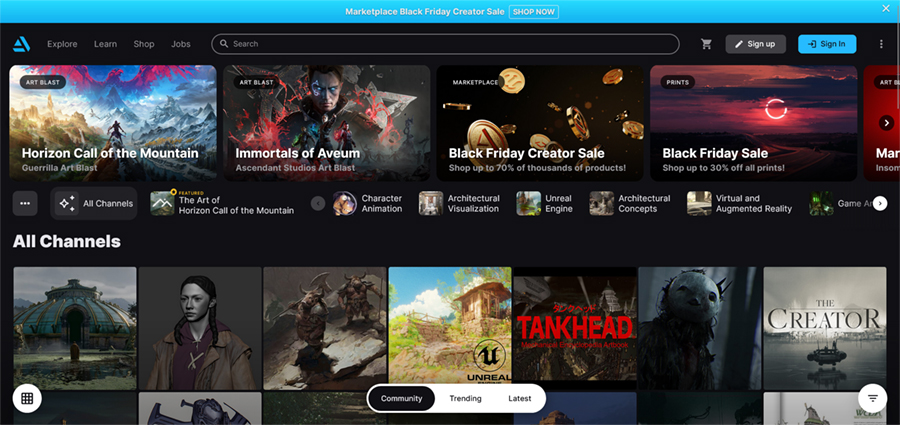 Marketplace Black Friday Creator Sale SHOP NOW
Explore Learn Shop Jobs Search Sign up Sign In
ART BLAST
Horizon Call of the Mountain
Guerrilla Art Blast
ART BLAST
Immortals of Aveum
Ascendant Studios Art Blast
MARKETPLACE
Black Friday Creator Sale
Shop up to 70% of thousands of products!
PRINTS
Black Friday Sale
Shop up to 30% off all prints!
ART B
Mar
Insom
All Channels
FEATURED
The Art of
Horizon Call of the Mountain
Character
Animation
Architectural
Visualization
Unreal
Engine
Architectural
Concepts
Virtual and
Augmented Reality
Game Ar
All Channels
UNREAL
TANKHEAD
THE
CREATOR
Community Trending Latest